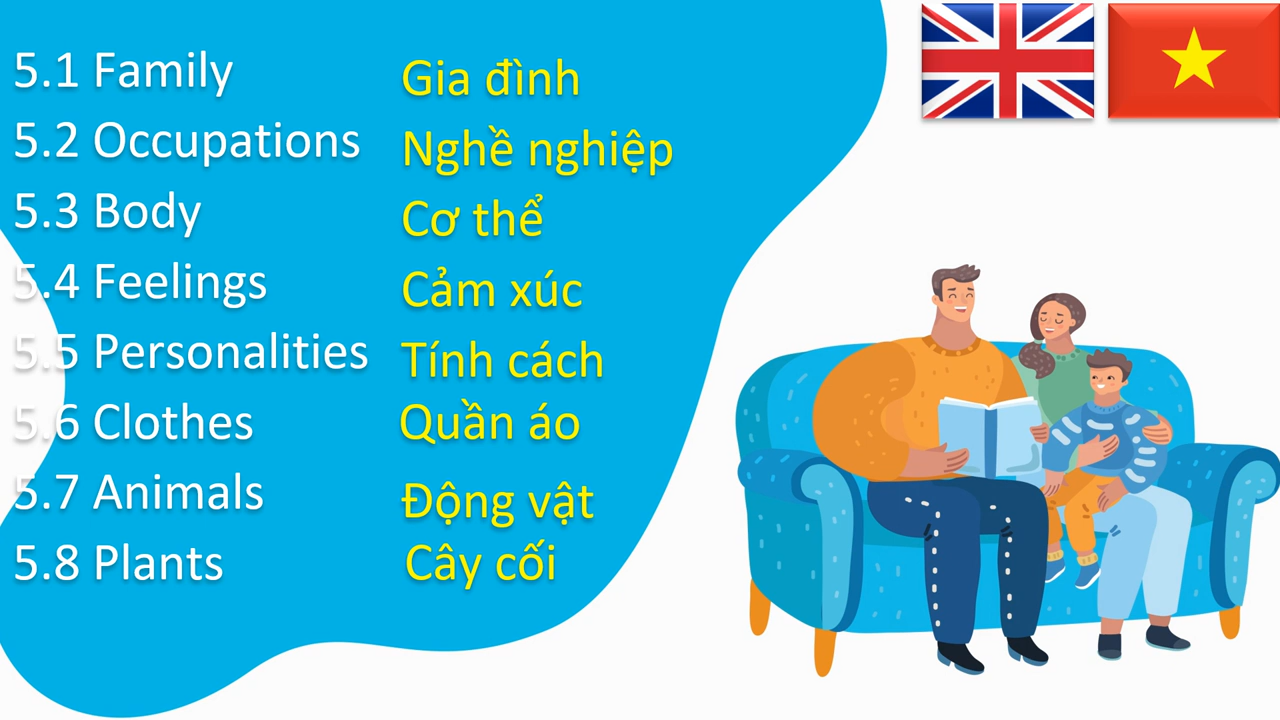 5.1 Family Gia đình
5.2 Occupations Nghề nghiệp
5.3 Body Cơ thể
5.4 Feelings Cảm xúc
5.5 Personalities Tính cách
5.6 Clothes Quần áo
5.7 Animals Động vật
5.8 Plants Cây cối